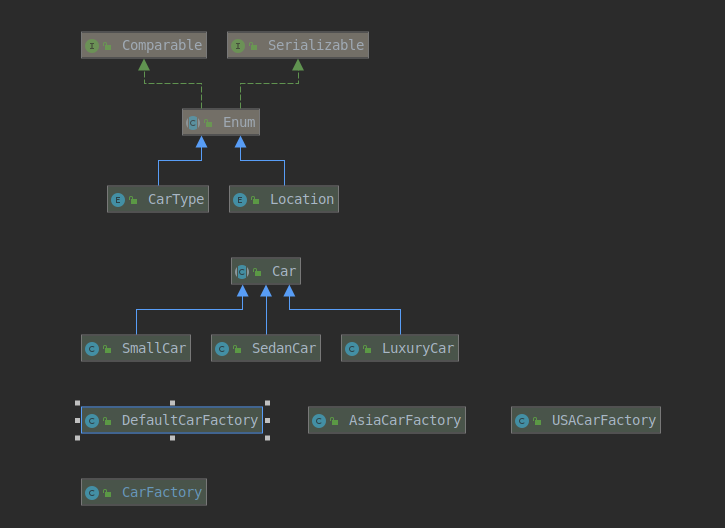 I Comparable
I Serializable
C Enum
E CarType
E Location
C Car
C SmallCar
C SedanCar
C LuxuryCar
C DefaultCarFactory
C AsiaCarFactory
C USACarFactory
C CarFactory